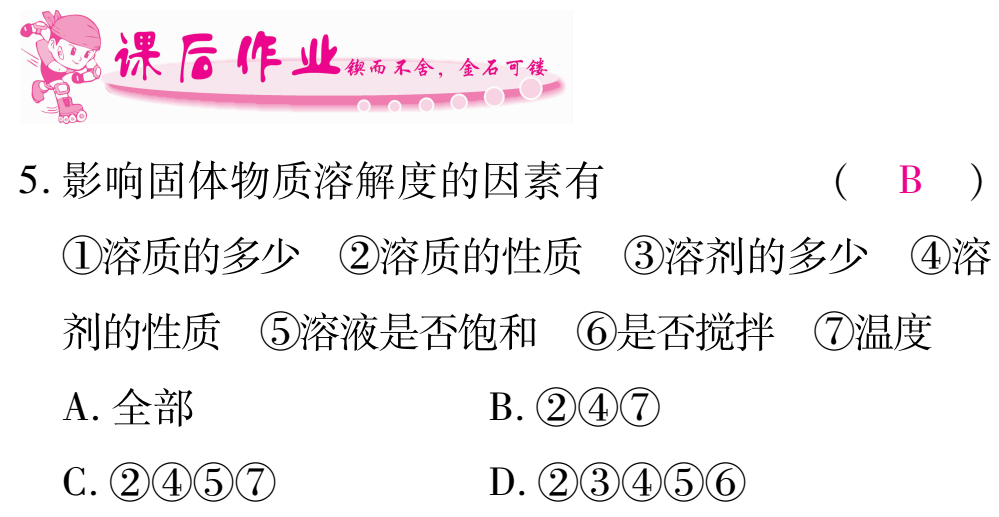 课后作业 锲而不舍，金石可镂
5. 影响固体物质溶解度的因素有 （ B ）
①溶质的多少 ②溶质的性质 ③溶剂的多少 ④溶
剂的性质 ⑤溶液是否饱和 ⑥是否搅拌 ⑦温度
A. 全部 B. ②④⑦
C. ②④⑤⑦ D. ②③④⑤⑥